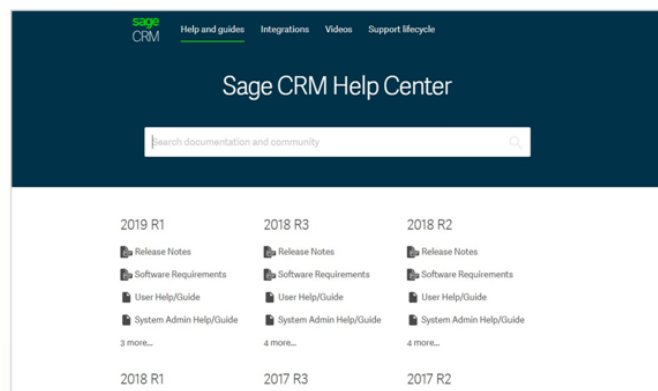 sage
CRM
Help and guides
Integrations
Videos
Support lifecycle
Sage CRM Help Center
Search documentation and community
2019 R1
Release Notes
Software Requirements
User Help/Guide
System Admin Help/Guide
3 more...
2018 R3
Release Notes
Software Requirements
User Help/Guide
System Admin Help/Guide
4 more...
2018 R2
Release Notes
Software Requirements
User Help/Guide
System Admin Help/Guide
4 more...
2018 R1
2017 R3
2017 R2